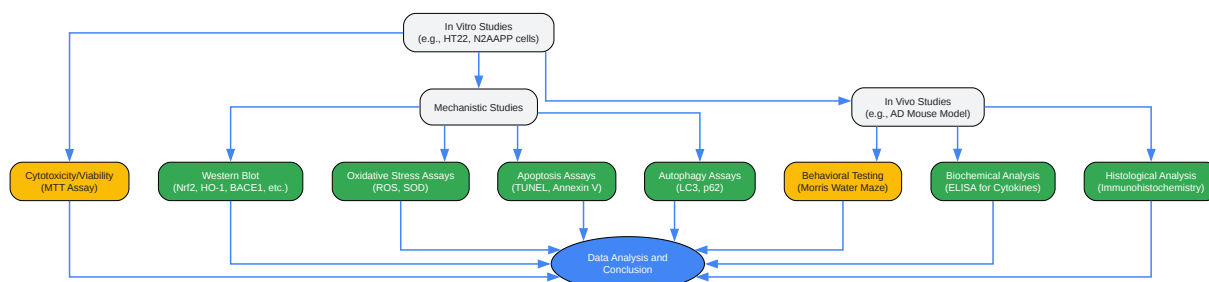 In Vitro Studies
(e.g., HT22, N2AAPP cells)
Mechanistic Studies
In Vivo Studies
(e.g., AD Mouse Model)
Cytotoxicity/Viability
(MTT Assay)
Western Blot
(Nrf2, HO-1, BACE1, etc.)
Oxidative Stress Assays
(ROS, SOD)
Apoptosis Assays
(TUNEL, Annexin V)
Autophagy Assays
(LC3, p62)
Behavioral Testing
(Morris Water Maze)
Biochemical Analysis
(ELISA for Cytokines)
Histological Analysis
(Immunohistochemistry)
Data Analysis and
Conclusion